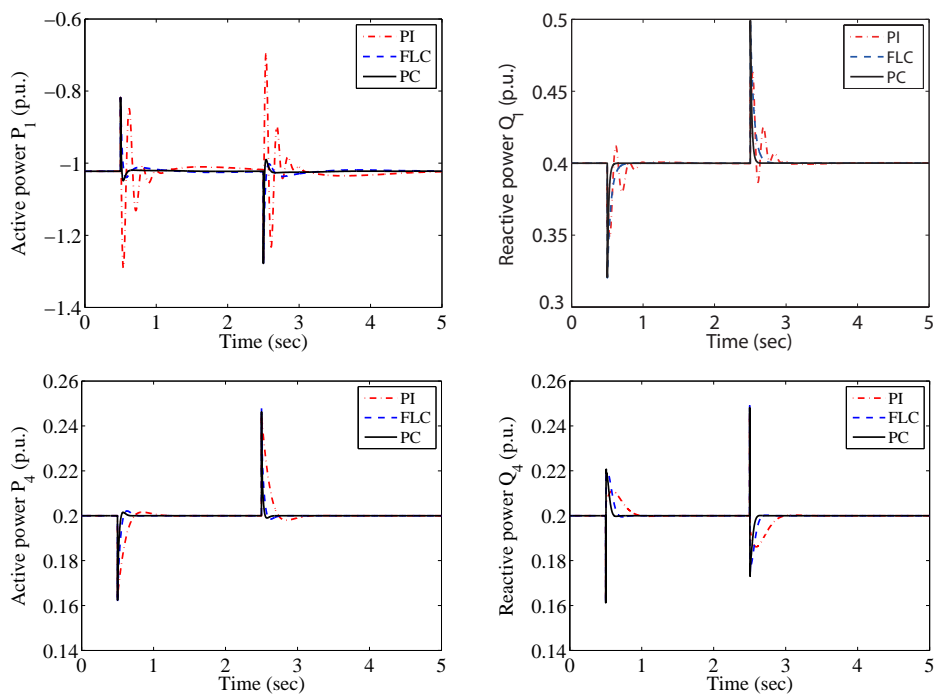 Active power P1 (p.u.)
−0.6
−0.8
−1
−1.2
−1.4
0 1 2 3 4 5
Time (sec)
PI
FLC
PC
Reactive power Q1 (p.u.)
0.5
0.45
0.4
0.35
0.3
0 1 2 3 4 5
Time (sec)
PI
FLC
PC
Active power P4 (p.u.)
0.26
0.24
0.22
0.2
0.18
0.16
0.14
0 1 2 3 4 5
Time (sec)
PI
FLC
PC
Reactive power Q4 (p.u.)
0.26
0.24
0.22
0.2
0.18
0.16
0.14
0 1 2 3 4 5
Time (sec)
PI
FLC
PC